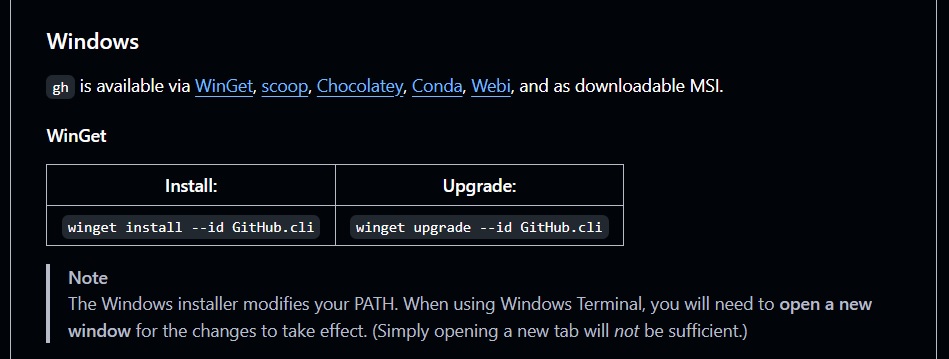 Windows
gh is available via WinGet, scoop, Chocolatey, Conda, Webi, and as downloadable MSI.
WinGet
Install: Upgrade:
winget install --id GitHub.cli winget upgrade --id GitHub.cli
Note
The Windows installer modifies your PATH. When using Windows Terminal, you will need to open a new
window for the changes to take effect. (Simply opening a new tab will not be sufficient.)